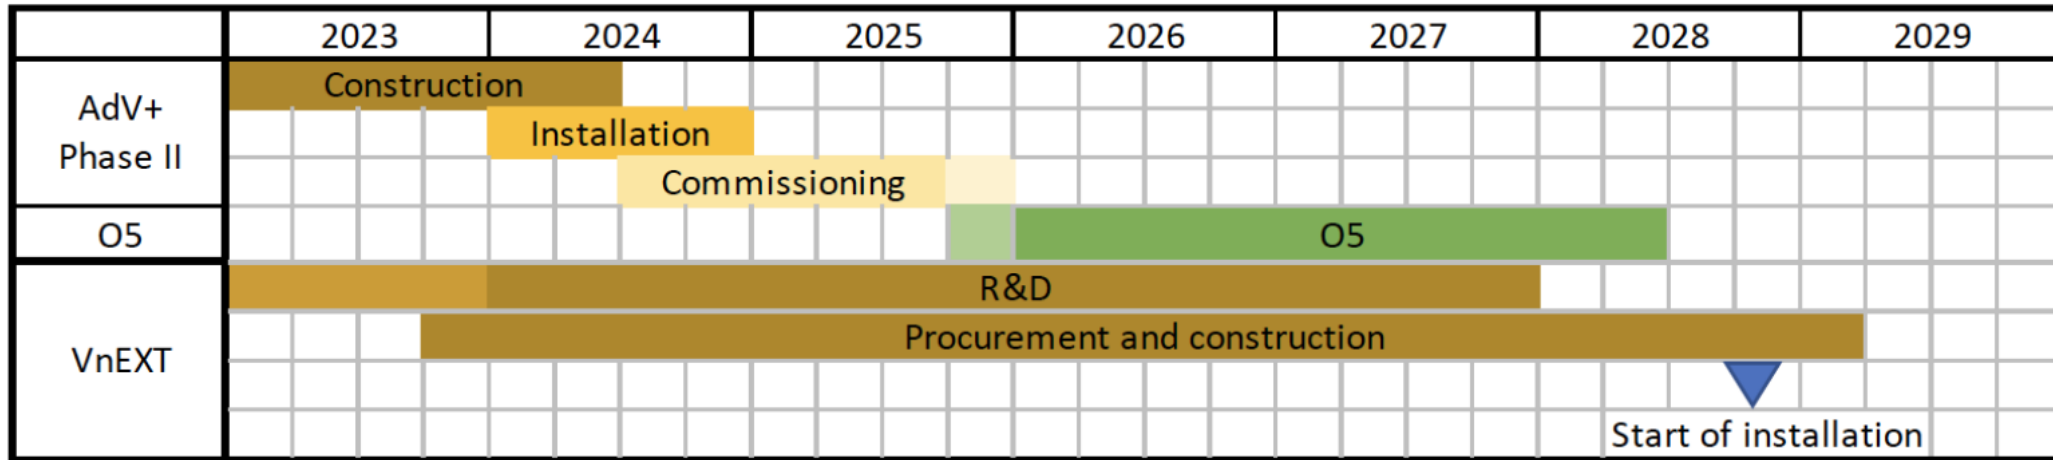 2023 2024 2025 2026 2027 2028 2029
AdV+
Phase II
Construction
Installation
Commissioning
O5 O5
VnEXT
R&D
Procurement and construction
Start of installation